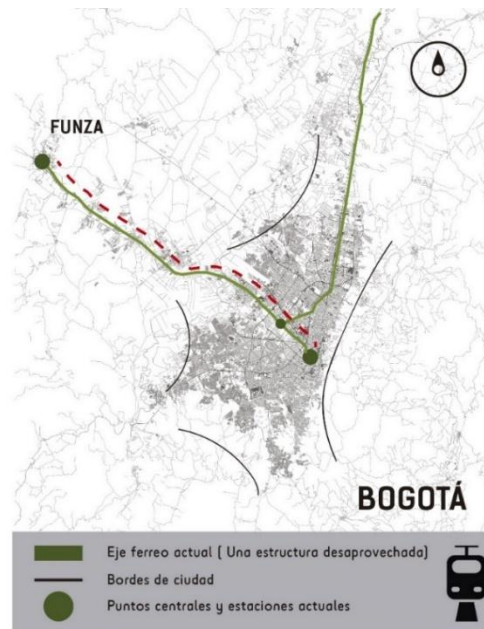 FUNZA
BOGOTÁ
Eje ferreo actual ( Una estructura desaprovechada)
Bordes de ciudad
Puntos centrales y estaciones actuales